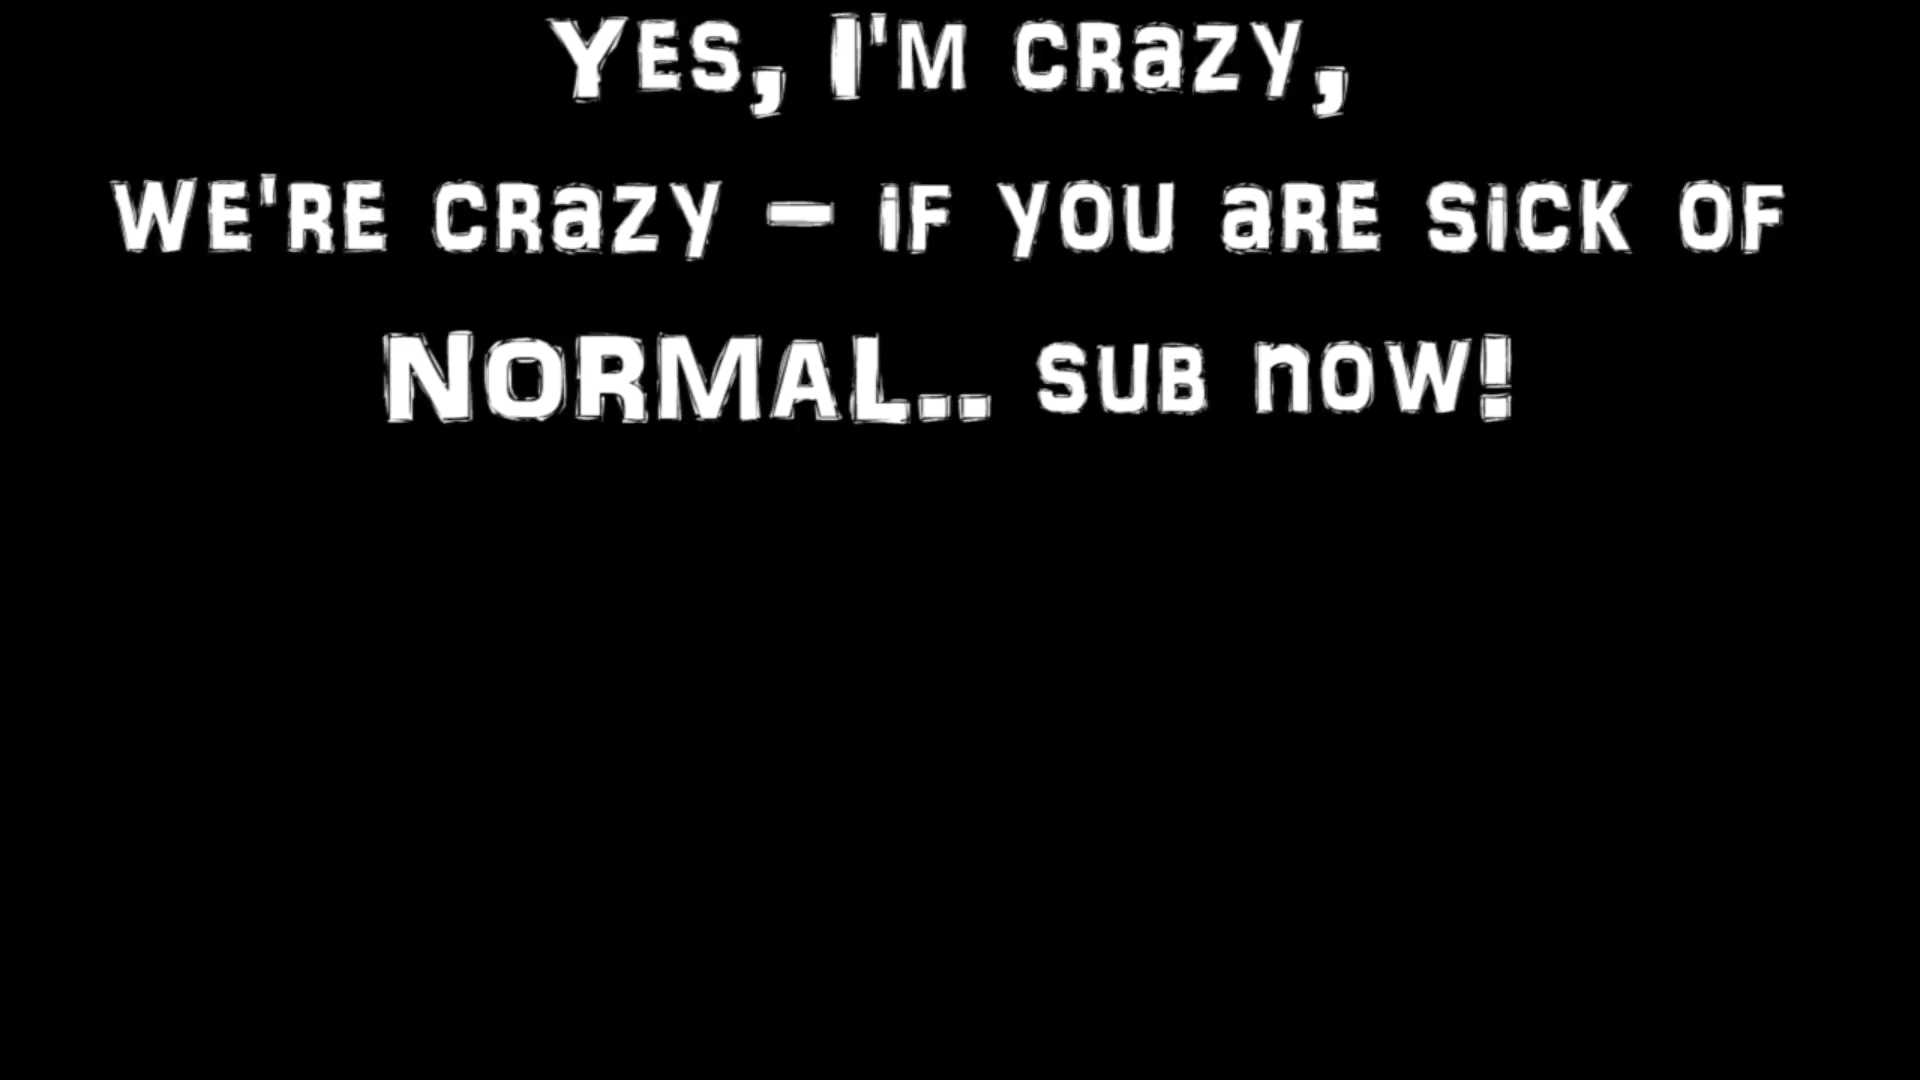 Yes, I'm crazy,
we're crazy - if you are sick of
NORMAL.. sub now!